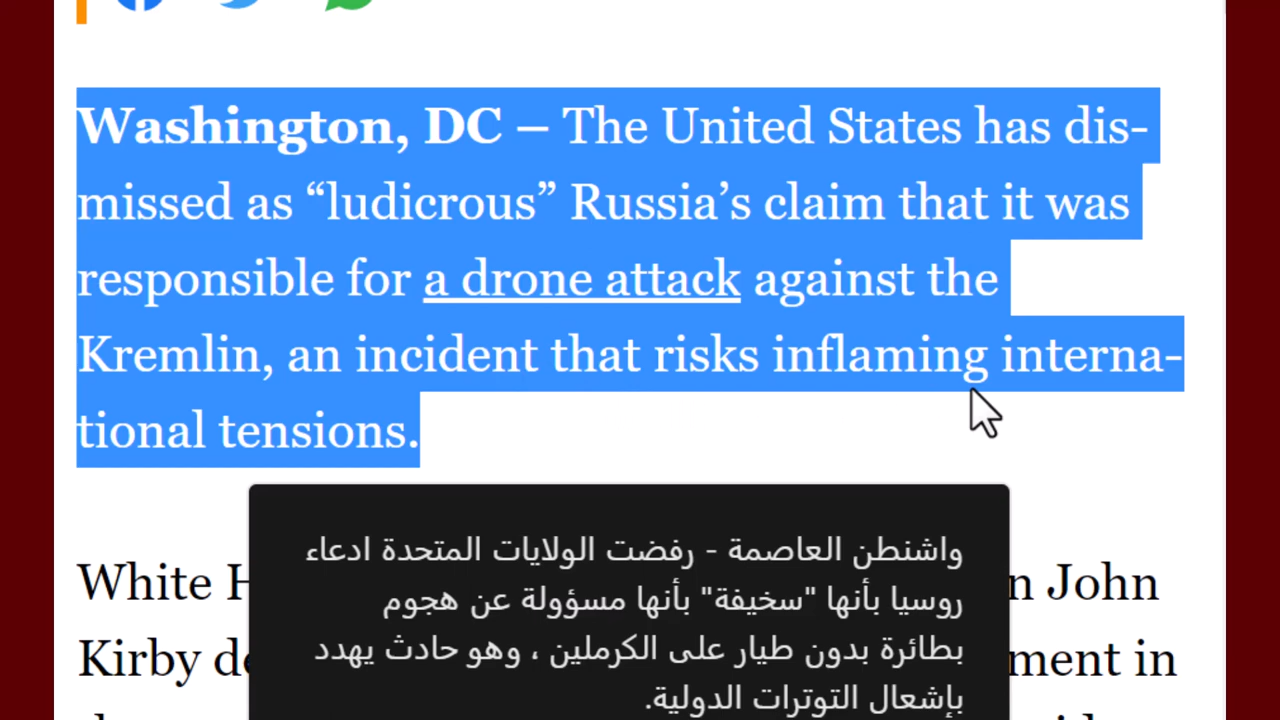 Washington, DC – The United States has dis-
missed as “ludicrous” Russia’s claim that it was
responsible for a drone attack against the
Kremlin, an incident that risks inflaming interna-
tional tensions.
واشنطن العاصمة - رفضت الولايات المتحدة ادعاء
روسيا بأنها "سخيفة" بأنها مسؤولة عن هجوم
بطائرة بدون طيار على الكرملين ، وهو حادث يهدد
بإشعال التوترات الدولية.
White John
Kirby ment in